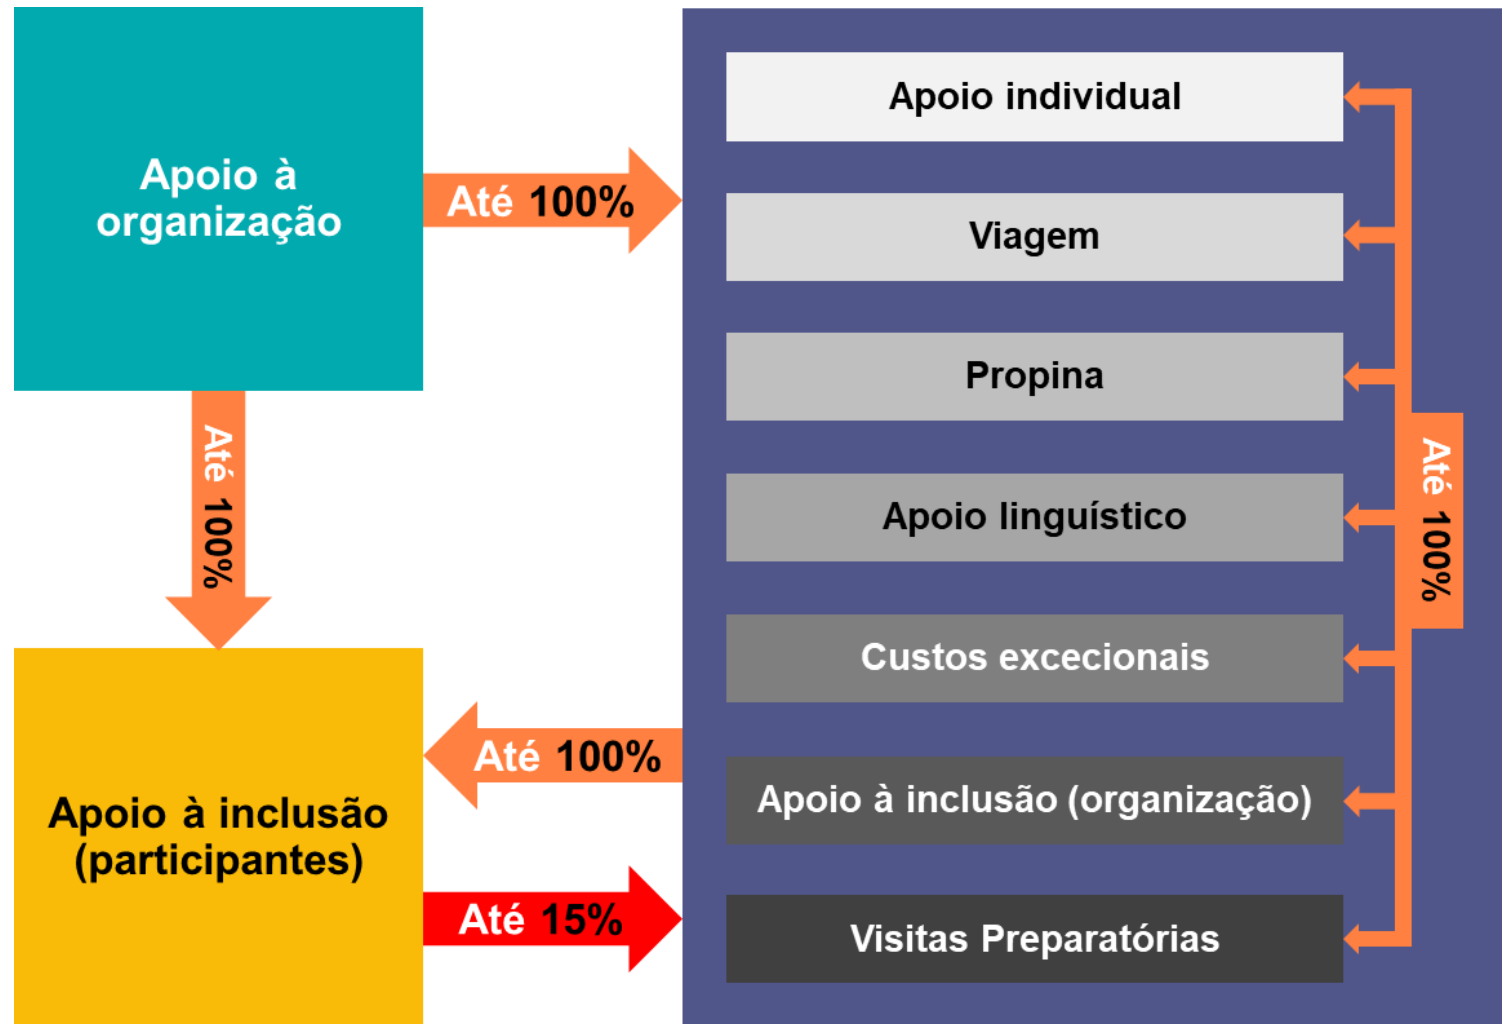 Apoio à
organização
Até 100%
Até 100%
Apoio à inclusão
(participantes)
Até 100%
Até 15%
Apoio individual
Viagem
Propina
Apoio linguístico
Custos excecionais
Apoio à inclusão (organização)
Visitas Preparatórias
Até 100%